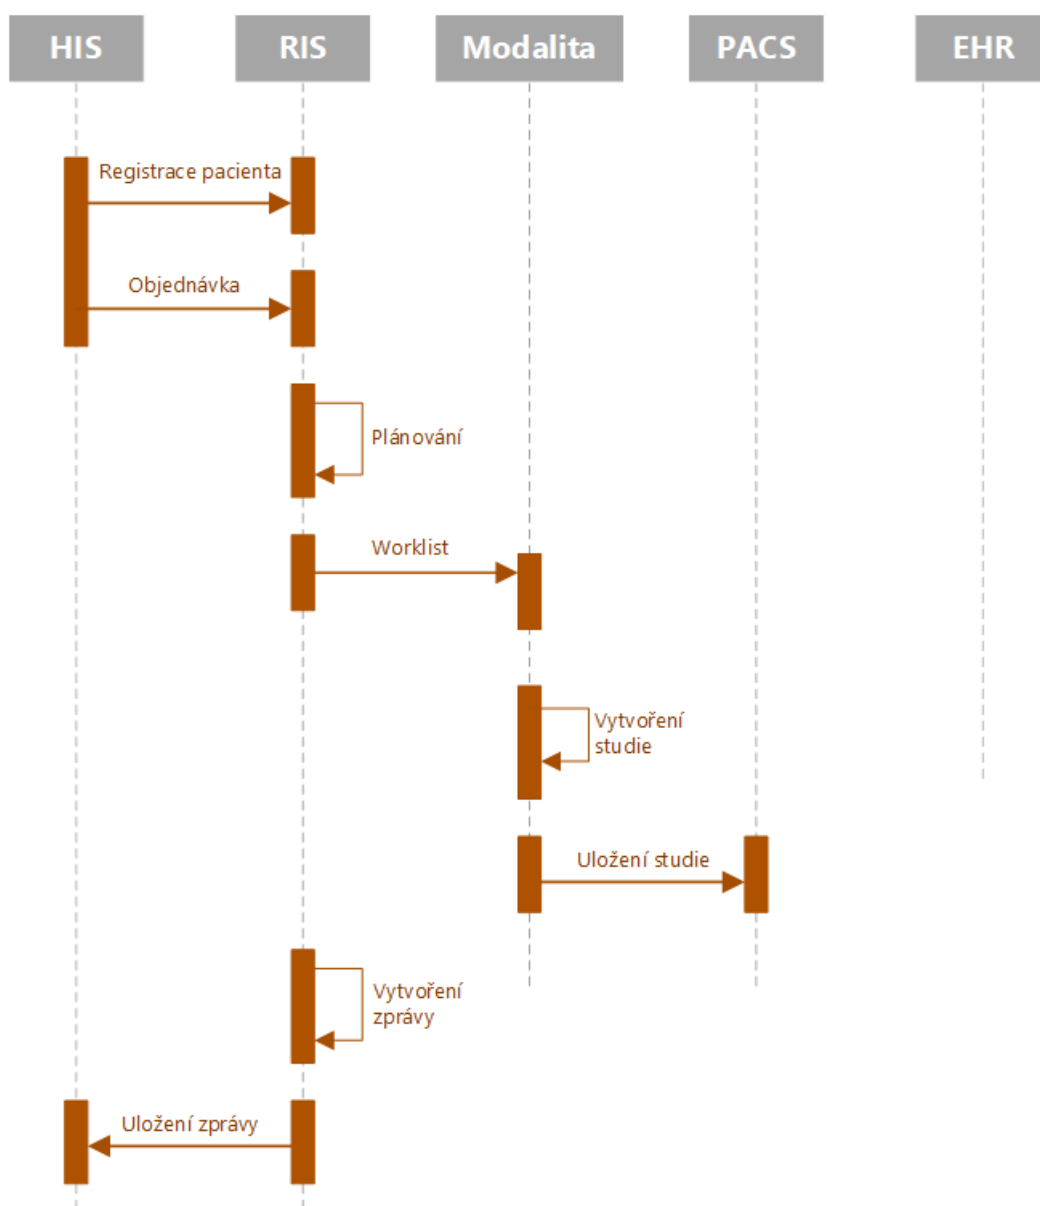 HIS
RIS
Modalita
PACS
EHR
Registrace pacienta
Objednávka
Plánování
Worklist
Vytvoření
studie
Uložení studie
Vytvoření
zprávy
Uložení zprávy